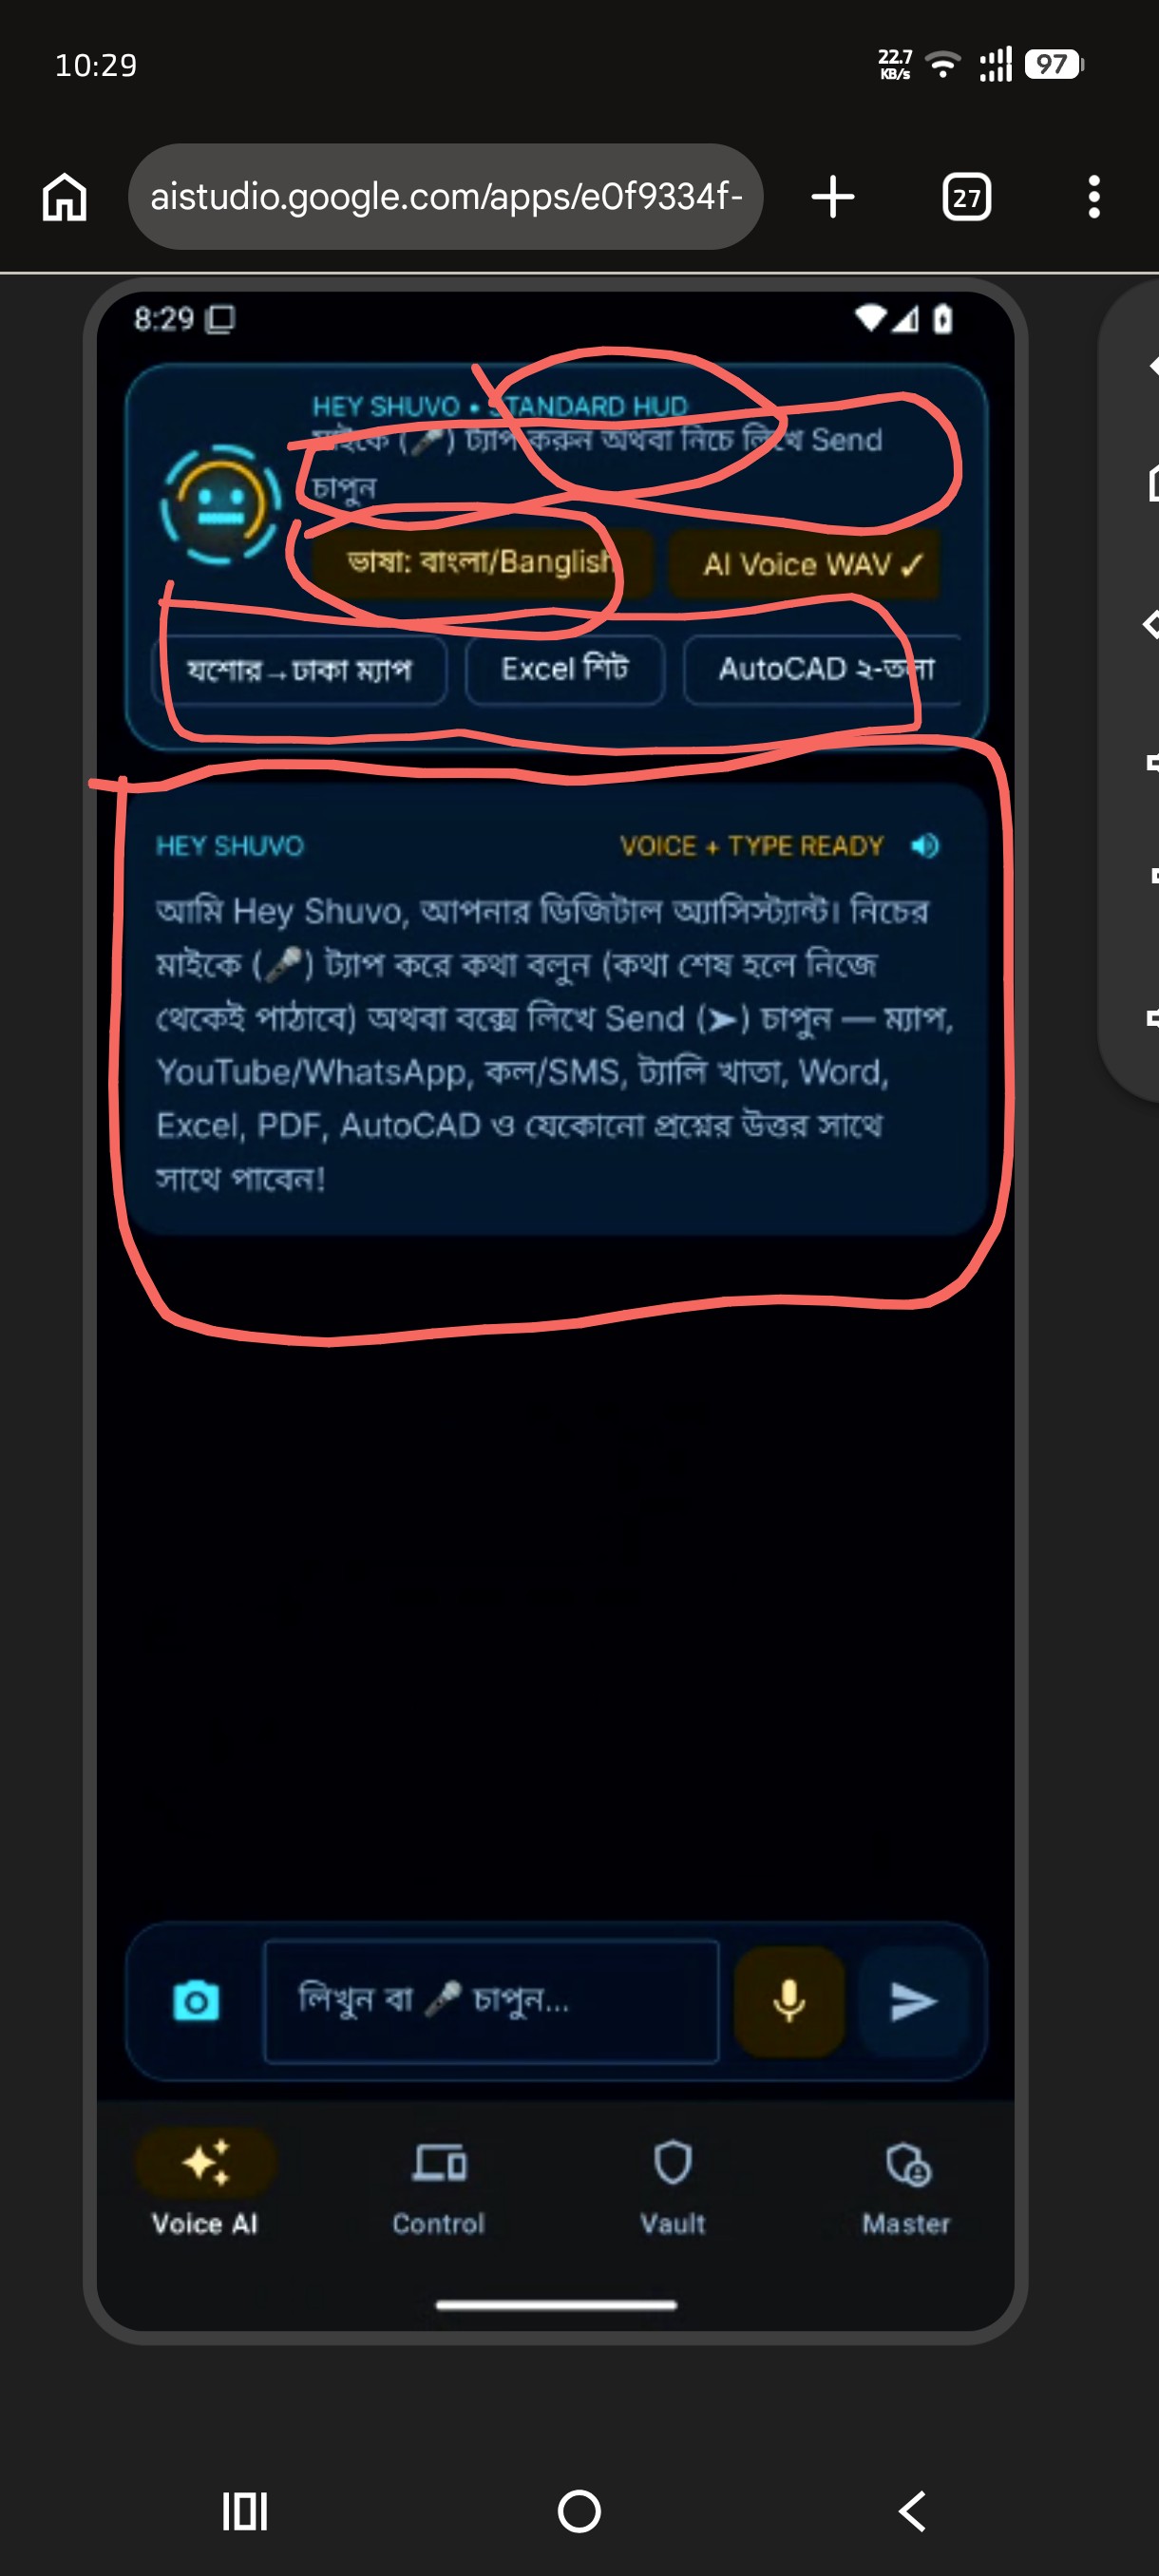 10:29
22.7 KB/s
97
aistudio.google.com/apps/e0f9334f-
27
8:29
HEY SHUVO • STANDARD HUD
মাইকে (🎤) ট্যাপ করুন অথবা নিচে লিখে Send
চাপুন
ভাষা: বাংলা/Banglish
AI Voice WAV ✓
যশোর→ঢাকা ম্যাপ
Excel শিট
AutoCAD ২-তলা
HEY SHUVO
VOICE + TYPE READY
আমি Hey Shuvo, আপনার ডিজিটাল অ্যাসিস্ট্যান্ট। নিচের
মাইকে (🎤) ট্যাপ করে কথা বলুন (কথা শেষ হলে নিজে
থেকেই পাঠাবে) অথবা বক্সে লিখে Send (➤) চাপুন — ম্যাপ,
YouTube/WhatsApp, কল/SMS, ট্যালি খাতা, Word,
Excel, PDF, AutoCAD ও যেকোনো প্রশ্নের উত্তর সাথে
সাথে পাবেন!
লিখুন বা 🎤 চাপুন...
Voice AI
Control
Vault
Master